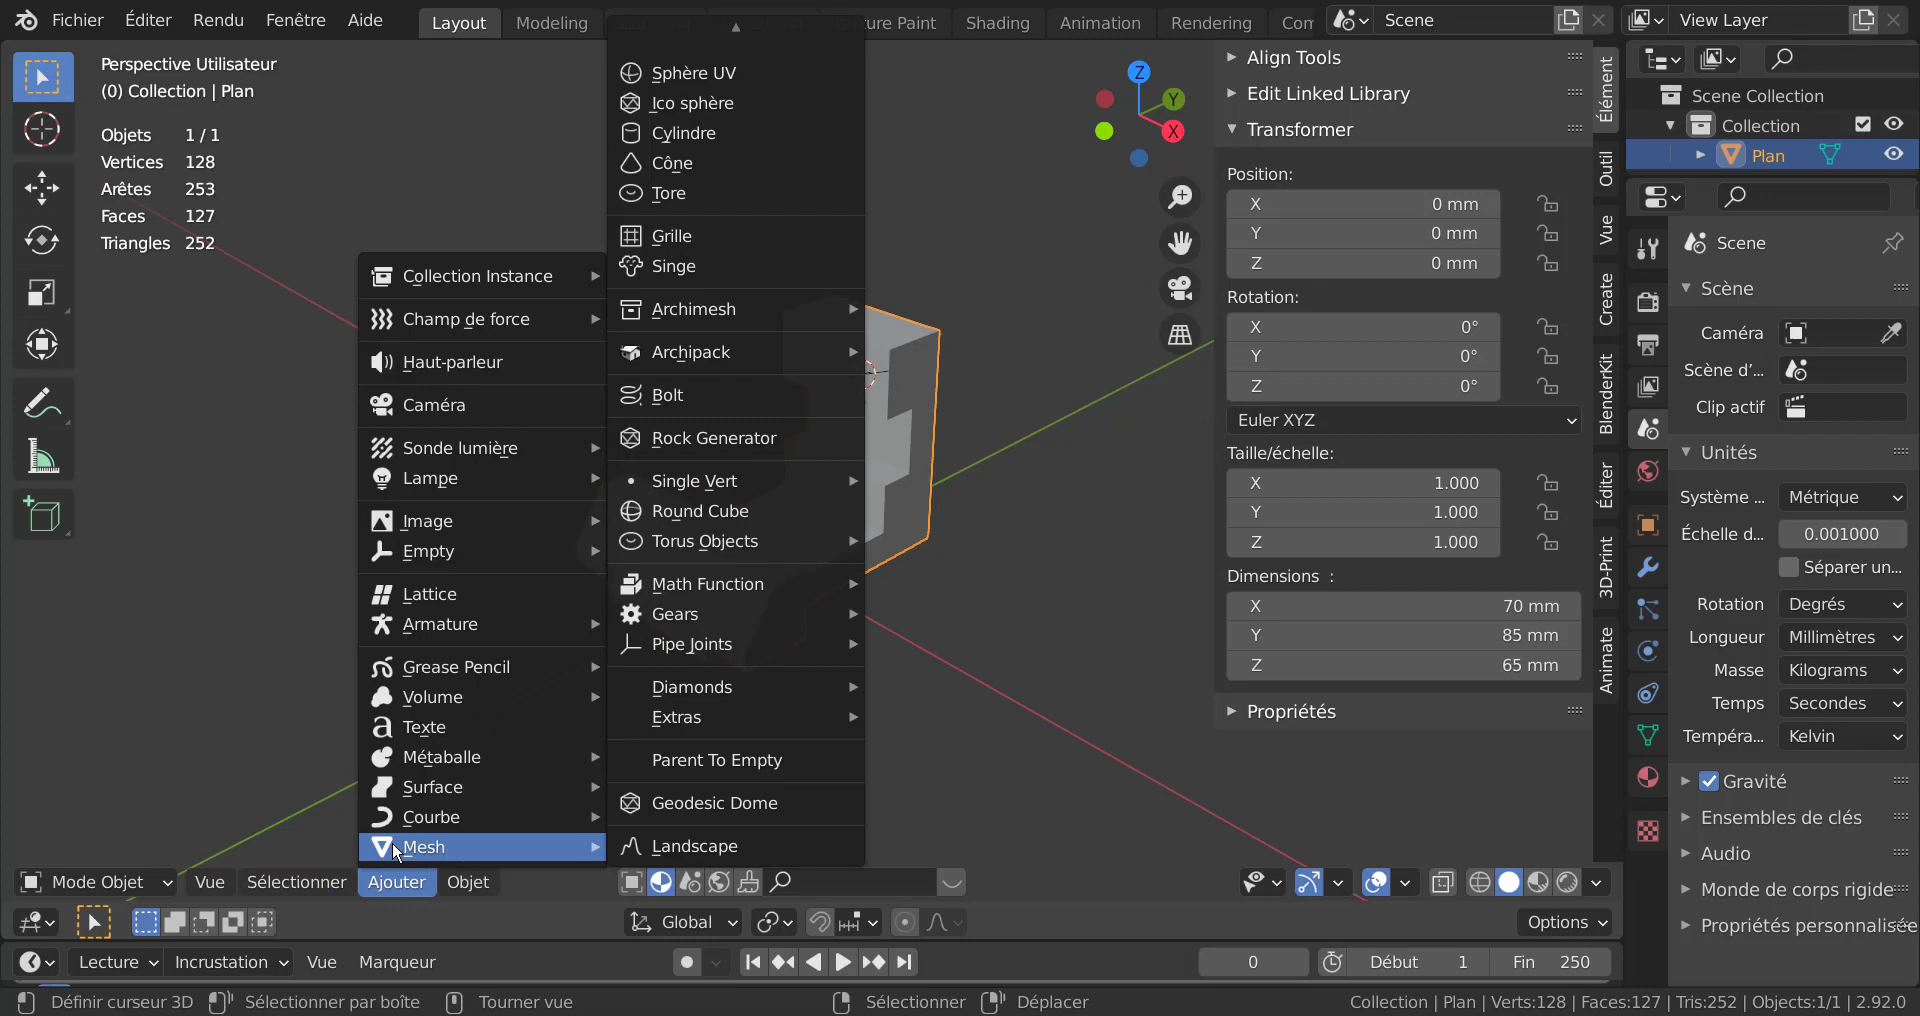 Fichier Éditer Rendu Fenêtre Aide Layout Modeling ture Paint Shading Animation Rendering Com Scene View Layer
Perspective Utilisateur
(0) Collection | Plan
Objets 1 / 1
Vertices 128
Arêtes 253
Faces 127
Triangles 252
Collection Instance
Champ de force
Haut-parleur
Caméra
Sonde lumière
Lampe
Image
Empty
Lattice
Armature
Grease Pencil
Volume
Texte
Métaballe
Surface
Courbe
Mesh
Sphère UV
Ico sphère
Cylindre
Cône
Tore
Grille
Singe
Archimesh
Archipack
Bolt
Rock Generator
Single Vert
Round Cube
Torus Objects
Math Function
Gears
Pipe Joints
Diamonds
Extras
Parent To Empty
Geodesic Dome
Landscape
Z
Y
X
Align Tools
Edit Linked Library
Transformer
Position:
X 0 mm
Y 0 mm
Z 0 mm
Rotation:
X 0°
Y 0°
Z 0°
Euler XYZ
Taille/échelle:
X 1.000
Y 1.000
Z 1.000
Dimensions :
X 70 mm
Y 85 mm
Z 65 mm
Propriétés
Élément
Outil
Vue
Create
BlenderKit
Éditer
3D-Print
Animate
Scene Collection
Collection
Plan
Scene
Scène
Caméra
Scène d’...
Clip actif
Unités
Système ... Métrique
Échelle d... 0.001000
Séparer un...
Rotation Degrés
Longueur Millimètres
Masse Kilograms
Temps Secondes
Tempéra... Kelvin
Gravité
Ensembles de clés
Audio
Monde de corps rigide
Propriétés personnalisée
Mode Objet Vue Sélectionner Ajouter Objet
Global Options
Lecture Incrustation Vue Marqueur 0 Début 1 Fin 250
Définir curseur 3D Sélectionner par boîte Tourner vue Sélectionner Déplacer Collection | Plan | Verts:128 | Faces:127 | Tris:252 | Objects:1/1 | 2.92.0